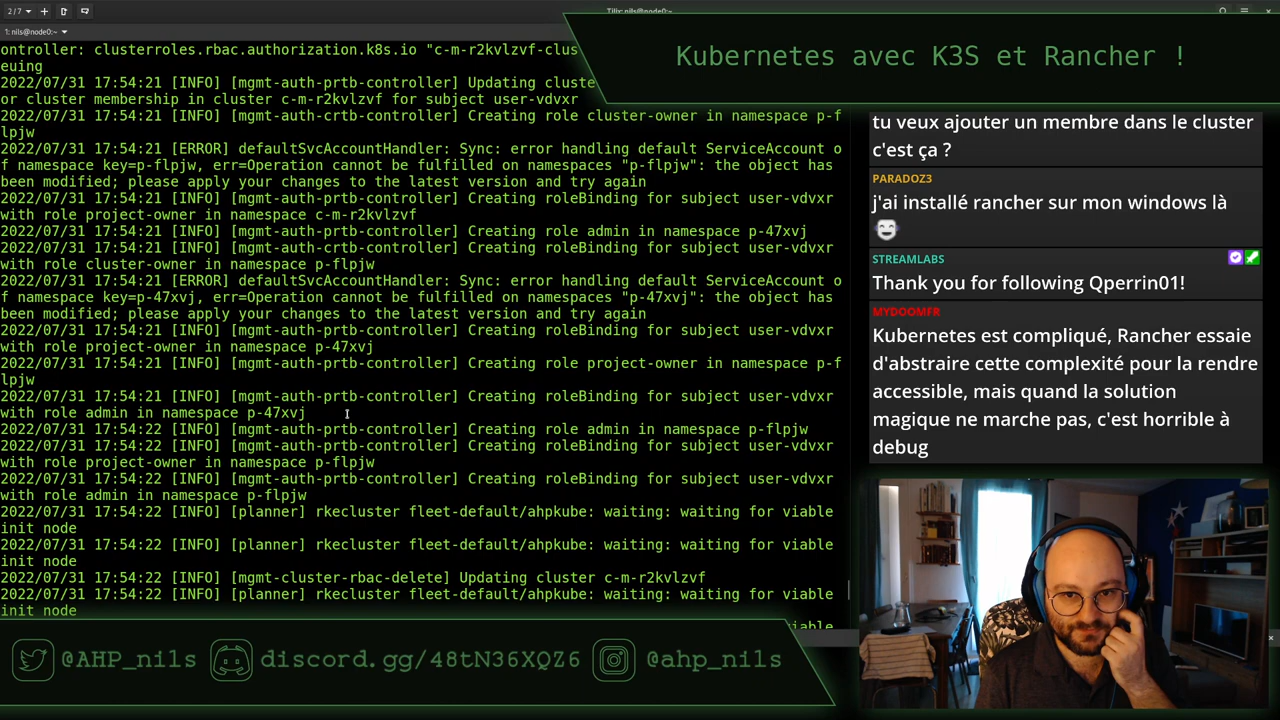 2/7
Tilix: nils@node0:~
1: nils@node0:~
ontroller: clusterroles.rbac.authorization.k8s.io "c-m-r2kvlzvf-clus
euing
2022/07/31 17:54:21 [INFO] [mgmt-auth-prtb-controller] Updating cluste
or cluster membership in cluster c-m-r2kvlzvf for subject user-vdvxr
2022/07/31 17:54:21 [INFO] [mgmt-auth-crtb-controller] Creating role cluster-owner in namespace p-f
lpjw
2022/07/31 17:54:21 [ERROR] defaultSvcAccountHandler: Sync: error handling default ServiceAccount o
f namespace key=p-flpjw, err=Operation cannot be fulfilled on namespaces "p-flpjw": the object has
been modified; please apply your changes to the latest version and try again
2022/07/31 17:54:21 [INFO] [mgmt-auth-prtb-controller] Creating roleBinding for subject user-vdvxr
with role project-owner in namespace c-m-r2kvlzvf
2022/07/31 17:54:21 [INFO] [mgmt-auth-prtb-controller] Creating role admin in namespace p-47xvj
2022/07/31 17:54:21 [INFO] [mgmt-auth-crtb-controller] Creating roleBinding for subject user-vdvxr
with role cluster-owner in namespace p-flpjw
2022/07/31 17:54:21 [ERROR] defaultSvcAccountHandler: Sync: error handling default ServiceAccount o
f namespace key=p-47xvj, err=Operation cannot be fulfilled on namespaces "p-47xvj": the object has
been modified; please apply your changes to the latest version and try again
2022/07/31 17:54:21 [INFO] [mgmt-auth-prtb-controller] Creating roleBinding for subject user-vdvxr
with role project-owner in namespace p-47xvj
2022/07/31 17:54:21 [INFO] [mgmt-auth-prtb-controller] Creating role project-owner in namespace p-f
lpjw
2022/07/31 17:54:21 [INFO] [mgmt-auth-prtb-controller] Creating roleBinding for subject user-vdvxr
with role admin in namespace p-47xvj
2022/07/31 17:54:22 [INFO] [mgmt-auth-prtb-controller] Creating role admin in namespace p-flpjw
2022/07/31 17:54:22 [INFO] [mgmt-auth-prtb-controller] Creating roleBinding for subject user-vdvxr
with role project-owner in namespace p-flpjw
2022/07/31 17:54:22 [INFO] [mgmt-auth-prtb-controller] Creating roleBinding for subject user-vdvxr
with role admin in namespace p-flpjw
2022/07/31 17:54:22 [INFO] [planner] rkecluster fleet-default/ahpkube: waiting: waiting for viable
init node
2022/07/31 17:54:22 [INFO] [planner] rkecluster fleet-default/ahpkube: waiting: waiting for viable
init node
2022/07/31 17:54:22 [INFO] [mgmt-cluster-rbac-delete] Updating cluster c-m-r2kvlzvf
2022/07/31 17:54:22 [INFO] [planner] rkecluster fleet-default/ahpkube: waiting: waiting for viable
init node
Kubernetes avec K3S et Rancher !
tu veux ajouter un membre dans le cluster
c'est ça ?
PARADOZ3
j'ai installé rancher sur mon windows là
STREAMLABS
Thank you for following Qperrin01!
MYDOOMFR
Kubernetes est compliqué, Rancher essaie
d'abstraire cette complexité pour la rendre
accessible, mais quand la solution
magique ne marche pas, c'est horrible à
debug
@AHP_nils
discord.gg/48tN36XQZ6
@ahp_nils